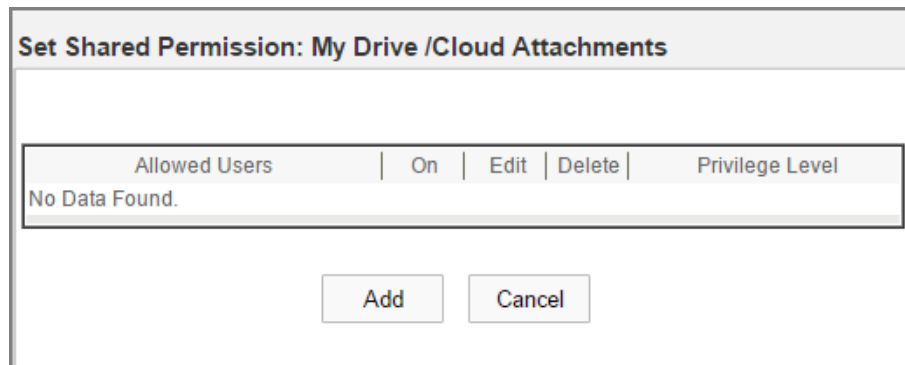 Set Shared Permission: My Drive /Cloud Attachments
Allowed Users On Edit Delete Privilege Level
No Data Found.
Add Cancel